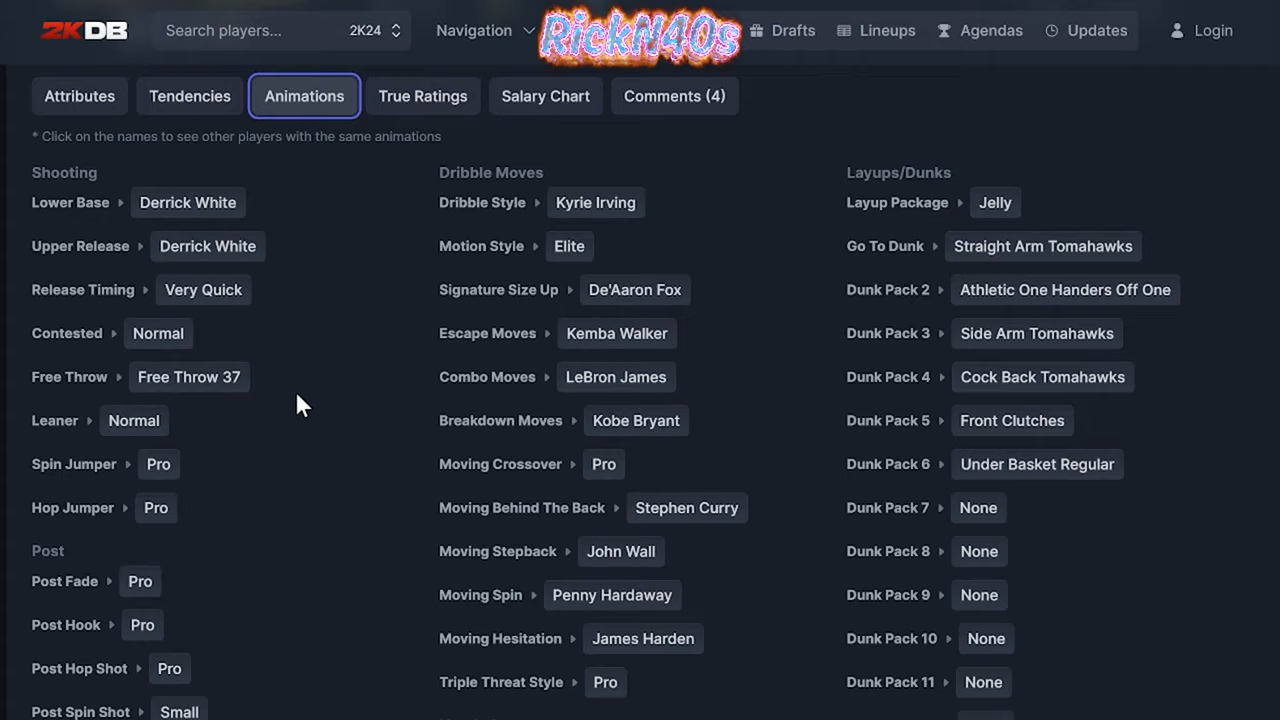 2KDB
Search players...
2K24
Navigation
RickN40s
Drafts
Lineups
Agendas
Updates
Login
Attributes
Tendencies
Animations
True Ratings
Salary Chart
Comments (4)
* Click on the names to see other players with the same animations
Shooting
Lower Base Derrick White
Upper Release Derrick White
Release Timing Very Quick
Contested Normal
Free Throw Free Throw 37
Leaner Normal
Spin Jumper Pro
Hop Jumper Pro
Post
Post Fade Pro
Post Hook Pro
Post Hop Shot Pro
Post Spin Shot Small
Dribble Moves
Dribble Style Kyrie Irving
Motion Style Elite
Signature Size Up De'Aaron Fox
Escape Moves Kemba Walker
Combo Moves LeBron James
Breakdown Moves Kobe Bryant
Moving Crossover Pro
Moving Behind The Back Stephen Curry
Moving Stepback John Wall
Moving Spin Penny Hardaway
Moving Hesitation James Harden
Triple Threat Style Pro
Layups/Dunks
Layup Package Jelly
Go To Dunk Straight Arm Tomahawks
Dunk Pack 2 Athletic One Handers Off One
Dunk Pack 3 Side Arm Tomahawks
Dunk Pack 4 Cock Back Tomahawks
Dunk Pack 5 Front Clutches
Dunk Pack 6 Under Basket Regular
Dunk Pack 7 None
Dunk Pack 8 None
Dunk Pack 9 None
Dunk Pack 10 None
Dunk Pack 11 None